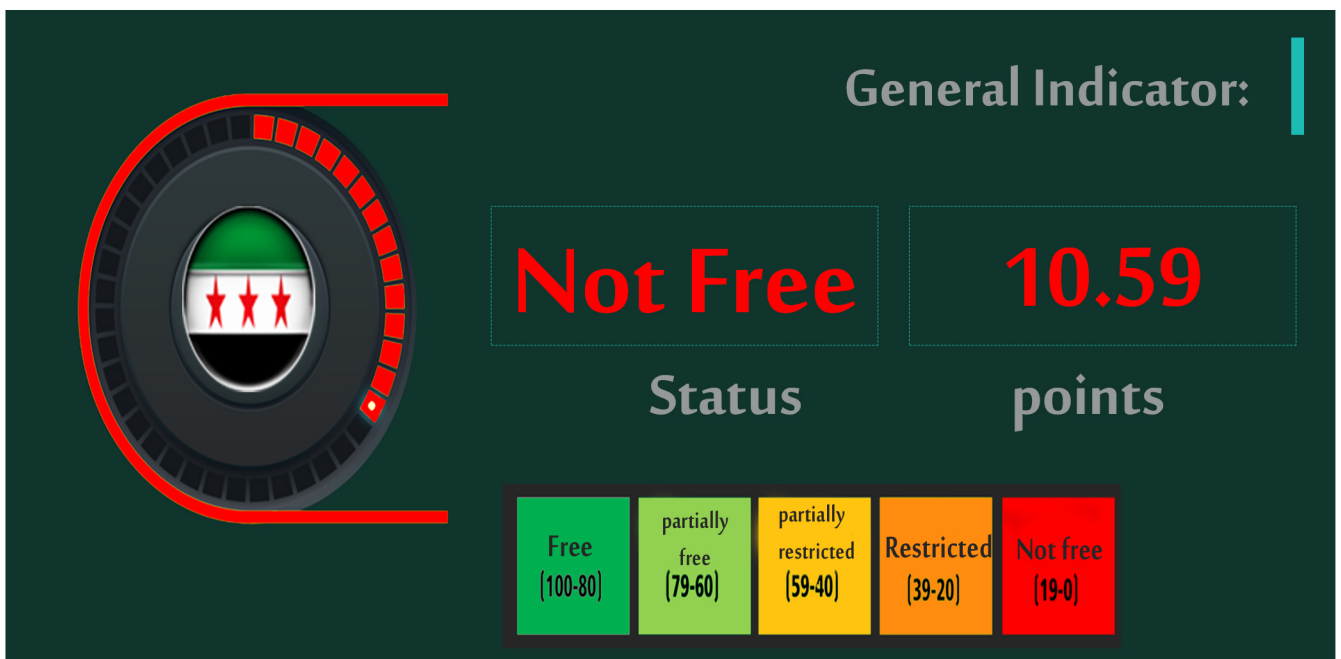 General Indicator:
Not Free
10.59
Status
points
Free
(100-80)
partially
free
(79-60)
partially
restricted
(59-40)
Restricted
(39-20)
Not free
(19-0)